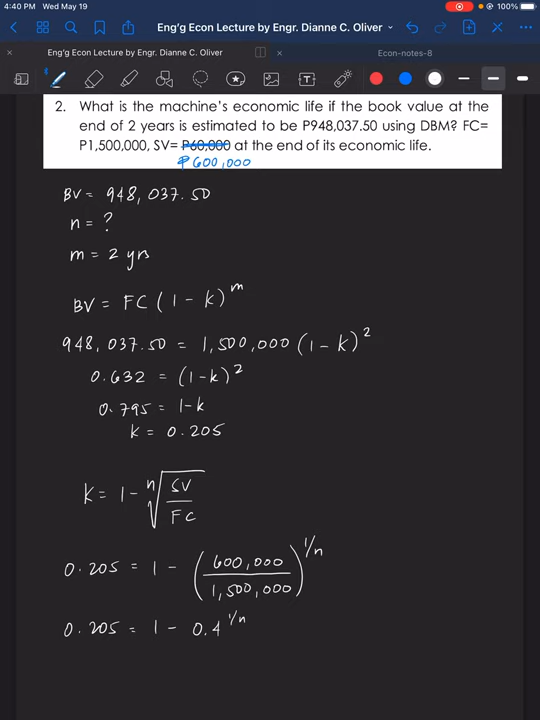 4:40 PM Wed May 19
100%
Eng'g Econ Lecture by Engr. Dianne C. Oliver
Eng'g Econ Lecture by Engr. Dianne C. Oliver
Econ-notes-8
2. What is the machine's economic life if the book value at the
end of 2 years is estimated to be P948,037.50 using DBM? FC=
P1,500,000, SV= P60,000 at the end of its economic life.
₱600,000
BV = 948,037.50
n = ?
m = 2 yrs
BV = FC (1 - k)^m
948,037.50 = 1,500,000 (1 - k)^2
0.632 = (1-k)^2
0.795 = 1-k
k = 0.205
k = 1 - n√(SV/FC)
0.205 = 1 - (600,000/1,500,000)^1/n
0.205 = 1 - 0.4^1/n